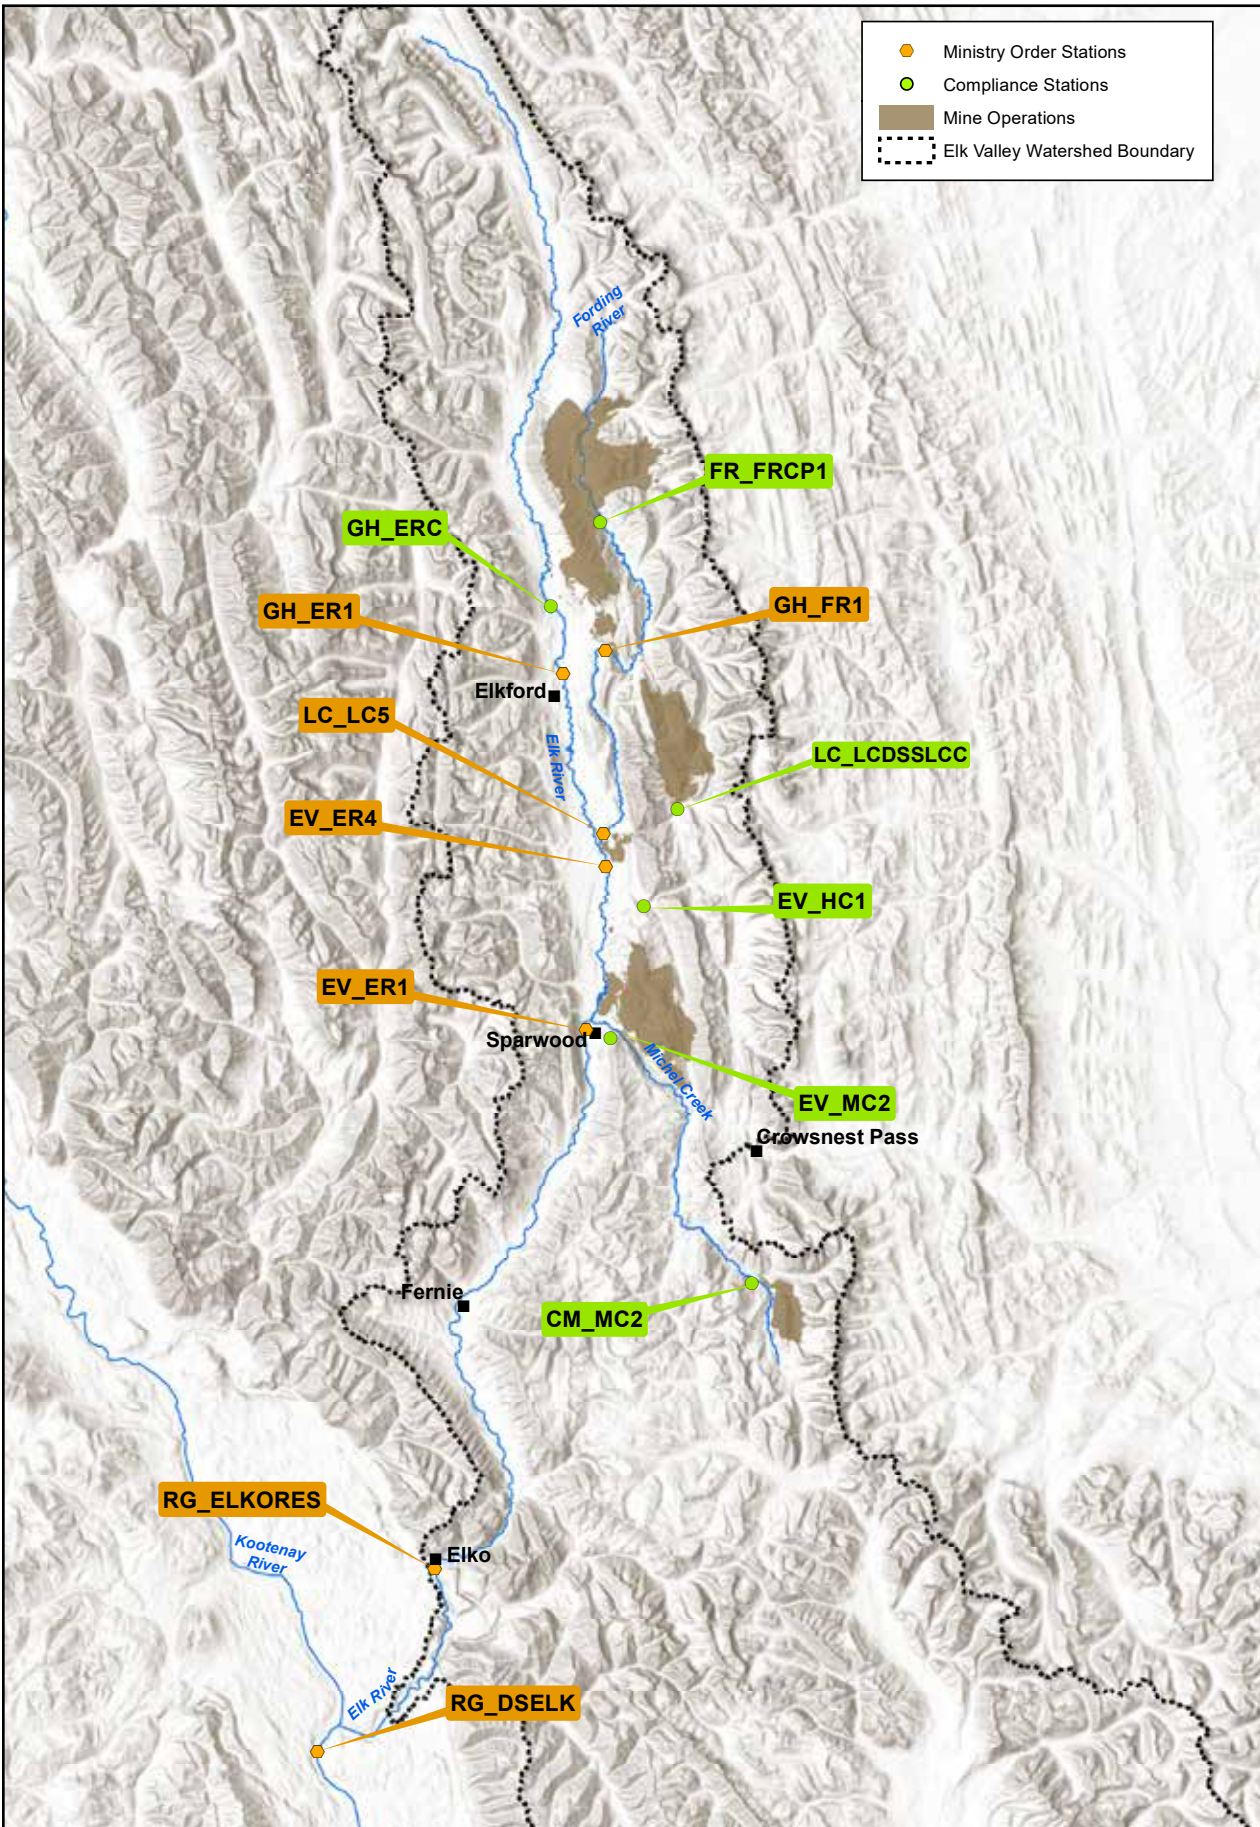 Ministry Order Stations
Compliance Stations
Mine Operations
Elk Valley Watershed Boundary
Fording
River
FR_FRCP1
GH_ERC
GH_ER1
GH_FR1
Elkford
LC_LC5
Elk River
LC_LCDSSLCC
EV_ER4
EV_HC1
EV_ER1
Sparwood
Michel Creek
EV_MC2
Crowsnest Pass
Fernie
CM_MC2
RG_ELKORES
Kootenay
River
Elko
Elk River
RG_DSELK